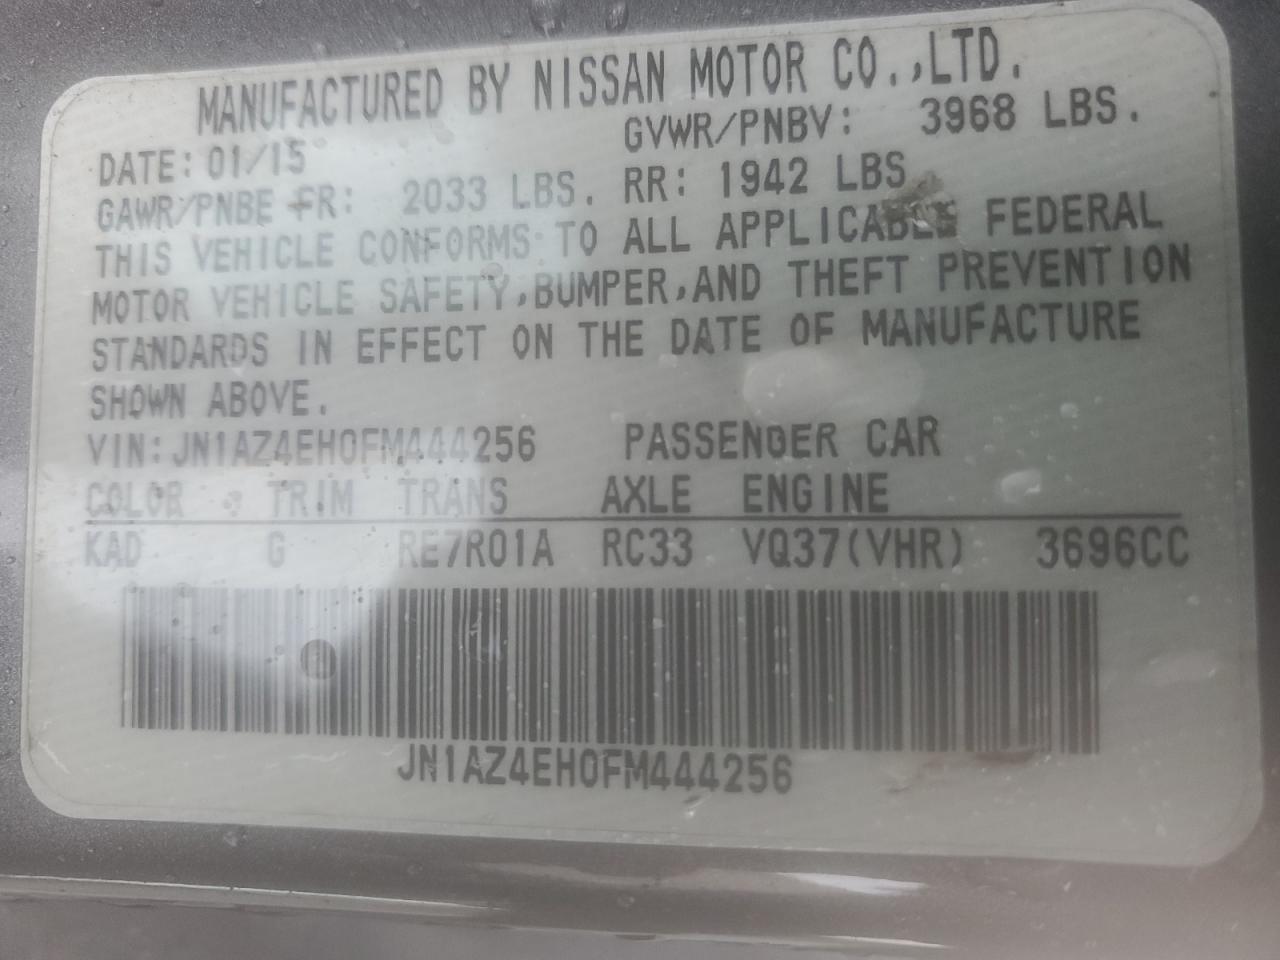 MANUFACTURED BY NISSAN MOTOR CO.,LTD.
DATE: 01/15 GVWR/PNBV: 3968 LBS.
GAWR/PNBE FR: 2033 LBS. RR: 1942 LBS
THIS VEHICLE CONFORMS TO ALL APPLICABLE FEDERAL
MOTOR VEHICLE SAFETY,BUMPER,AND THEFT PREVENTION
STANDARDS IN EFFECT ON THE DATE OF MANUFACTURE
SHOWN ABOVE.
VIN:JN1AZ4EH0FM444256 PASSENGER CAR
COLOR TRIM TRANS AXLE ENGINE
KAD G RE7R01A RC33 VQ37(VHR) 3696CC
JN1AZ4EH0FM444256